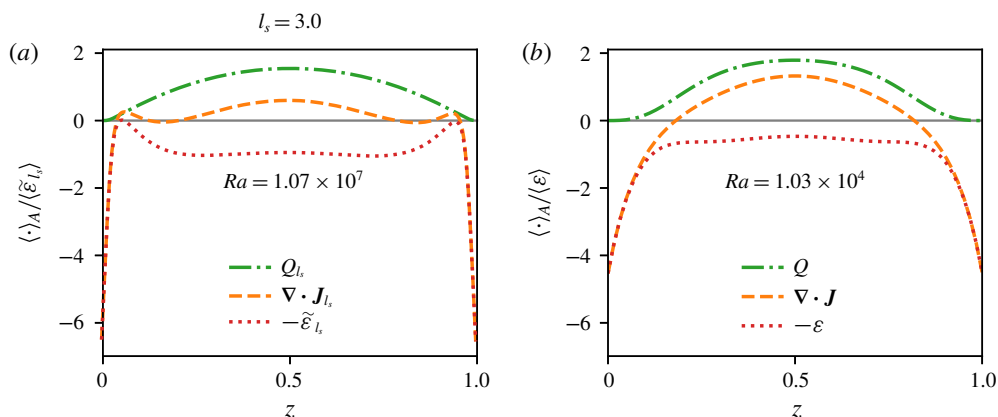 l_s = 3.0
(a)
2
0
−2
−4
−6
⟨·⟩_A/⟨ε̃_{l_s}⟩
Ra = 1.07 × 10^7
Q_{l_s}
∇ · J_{l_s}
−ε̃_{l_s}
0
0.5
1.0
z
(b)
2
0
−2
−4
−6
⟨·⟩_A/⟨ε⟩
Ra = 1.03 × 10^4
Q
∇ · J
−ε
0
0.5
1.0
z